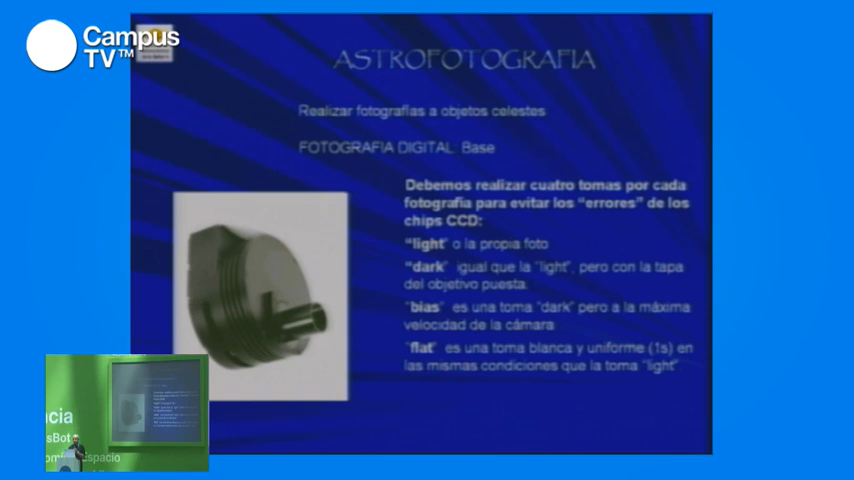 Campus
TV™
ASTROFOTOGRAFIA
Realizar fotografías a objetos celestes
FOTOGRAFIA DIGITAL: Base
Debemos realizar cuatro tomas por cada
fotografía para evitar los "errores" de los
chips CCD:
"light" o la propia foto
"dark" igual que la "light", pero con la tapa
del objetivo puesta.
"bias" es una toma "dark" pero a la máxima
velocidad de la cámara
"flat" es una toma blanca y uniforme (1s) en
las mismas condiciones que la toma "light"
ncia
sBot
Espacio